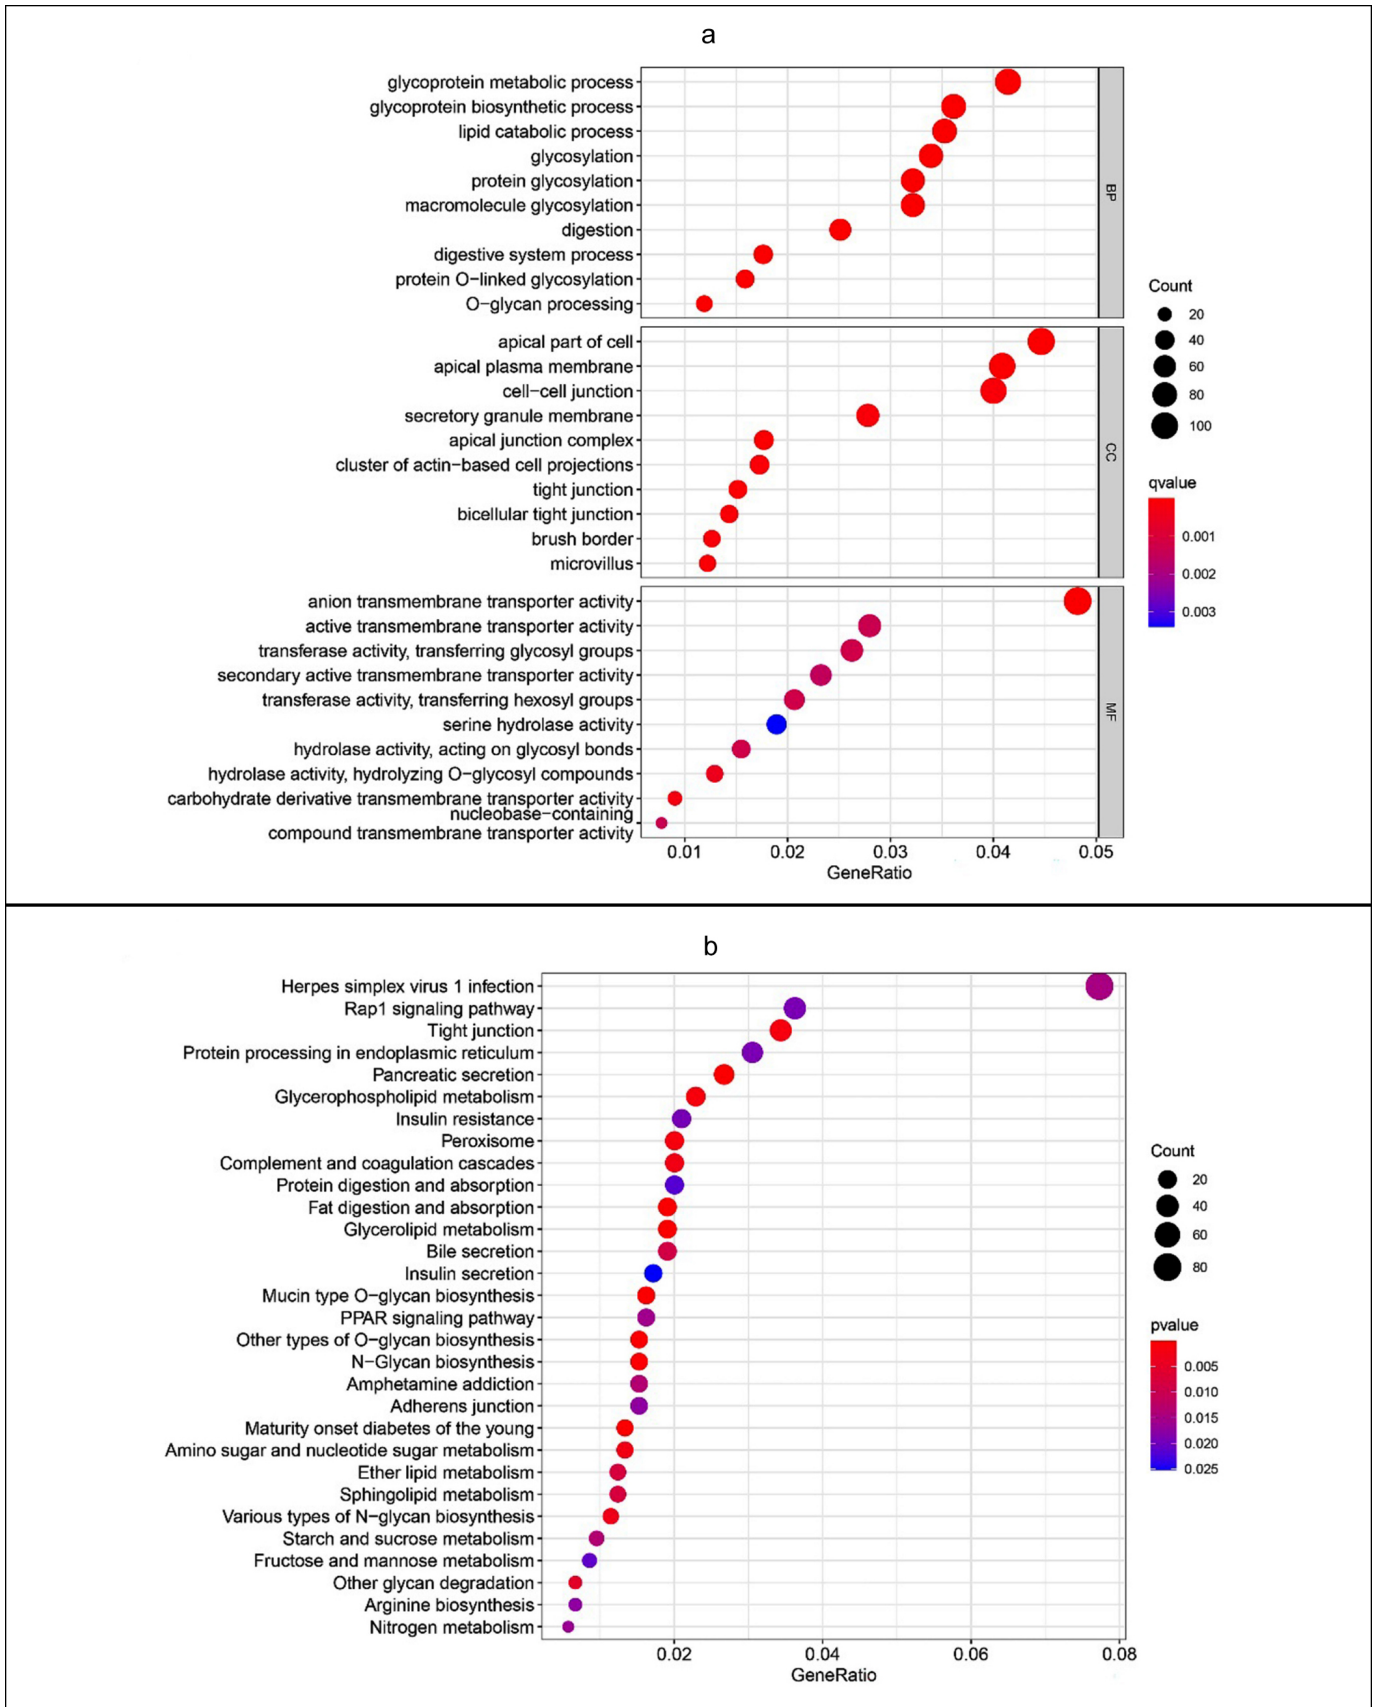 a
glycoprotein metabolic process
glycoprotein biosynthetic process
lipid catabolic process
glycosylation
protein glycosylation
macromolecule glycosylation
digestion
digestive system process
protein O−linked glycosylation
O−glycan processing
BP
apical part of cell
apical plasma membrane
cell−cell junction
secretory granule membrane
apical junction complex
cluster of actin−based cell projections
tight junction
bicellular tight junction
brush border
microvillus
CC
anion transmembrane transporter activity
active transmembrane transporter activity
transferase activity, transferring glycosyl groups
secondary active transmembrane transporter activity
transferase activity, transferring hexosyl groups
serine hydrolase activity
hydrolase activity, acting on glycosyl bonds
hydrolase activity, hydrolyzing O−glycosyl compounds
carbohydrate derivative transmembrane transporter activity
nucleobase−containing
compound transmembrane transporter activity
MF
0.01 0.02 0.03 0.04 0.05
GeneRatio
Count
20
40
60
80
100
qvalue
0.001
0.002
0.003
b
Herpes simplex virus 1 infection
Rap1 signaling pathway
Tight junction
Protein processing in endoplasmic reticulum
Pancreatic secretion
Glycerophospholipid metabolism
Insulin resistance
Peroxisome
Complement and coagulation cascades
Protein digestion and absorption
Fat digestion and absorption
Glycerolipid metabolism
Bile secretion
Insulin secretion
Mucin type O−glycan biosynthesis
PPAR signaling pathway
Other types of O−glycan biosynthesis
N−Glycan biosynthesis
Amphetamine addiction
Adherens junction
Maturity onset diabetes of the young
Amino sugar and nucleotide sugar metabolism
Ether lipid metabolism
Sphingolipid metabolism
Various types of N−glycan biosynthesis
Starch and sucrose metabolism
Fructose and mannose metabolism
Other glycan degradation
Arginine biosynthesis
Nitrogen metabolism
0.02 0.04 0.06 0.08
GeneRatio
Count
20
40
60
80
pvalue
0.005
0.010
0.015
0.020
0.025